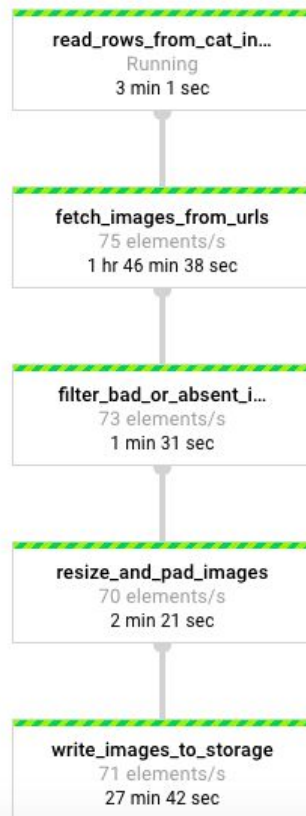 read_rows_from_cat_in...
Running
3 min 1 sec
fetch_images_from_urls
75 elements/s
1 hr 46 min 38 sec
filter_bad_or_absent_i...
73 elements/s
1 min 31 sec
resize_and_pad_images
70 elements/s
2 min 21 sec
write_images_to_storage
71 elements/s
27 min 42 sec